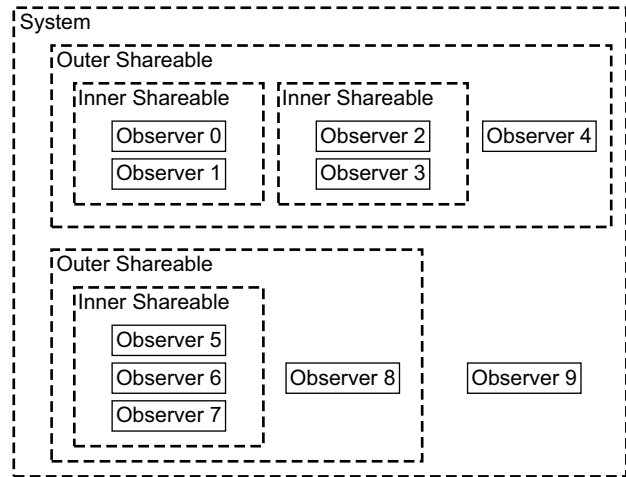 System
Outer Shareable
Inner Shareable
Observer 0
Observer 1
Inner Shareable
Observer 2
Observer 3
Observer 4
Outer Shareable
Inner Shareable
Observer 5
Observer 6
Observer 7
Observer 8
Observer 9